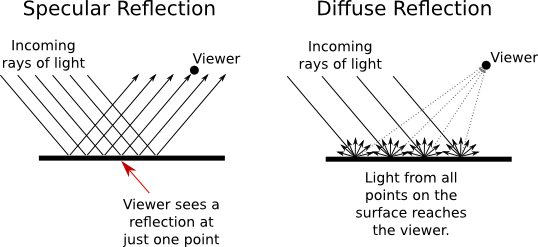 Specular Reflection
Incoming
rays of light
Viewer
Viewer sees a
reflection at
just one point
Diffuse Reflection
Incoming
rays of light
Viewer
Light from all
points on the
surface reaches
the viewer.